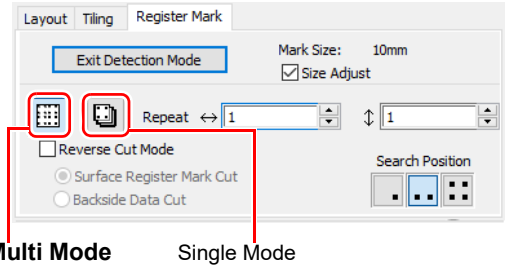 Layout Tiling Register Mark
Exit Detection Mode Mark Size: 10mm
Size Adjust
Repeat ↔ 1 ↕ 1
Reverse Cut Mode
Search Position
Surface Register Mark Cut
Backside Data Cut
Multi Mode Single Mode